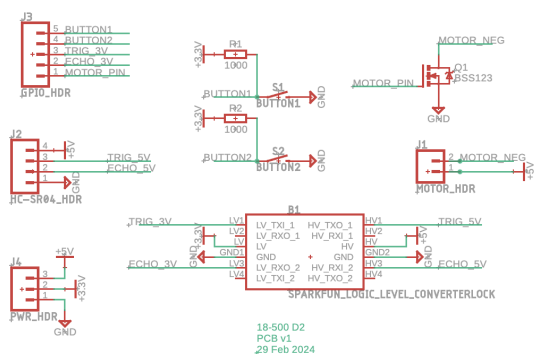 J3
5 BUTTON1
4 BUTTON2
3 TRIG_3V
2 ECHO_3V
1 MOTOR_PIN
GPIO_HDR
+3.3V
R1
1000
BUTTON1
S1
BUTTON1
GND
+3.3V
R2
1000
BUTTON2
S2
BUTTON2
GND
MOTOR_NEG
Q1
BSS123
MOTOR_PIN
GND
J2
4
+5V
3 TRIG_5V
2 ECHO_5V
1
GND
HC-SR04_HDR
J1
2 MOTOR_NEG
1
+5V
MOTOR_HDR
B1
TRIG_3V LV1 LV_TXI_1 HV_TXO_1 HV1 TRIG_5V
LV2 LV_RXO_1 HV_RXI_1 HV2
+3.3V LV LV HV HV +5V
GND GND1 GND GND GND2 GND
ECHO_3V LV3 LV_RXO_2 HV_RXI_2 HV3 ECHO_5V
LV4 LV_TXI_2 HV_TXO_2 HV4
SPARKFUN_LOGIC_LEVEL_CONVERTERLOCK
J4
+5V
3
2
+3.3V
1
PWR_HDR
GND
18-500 D2
PCB v1
29 Feb 2024